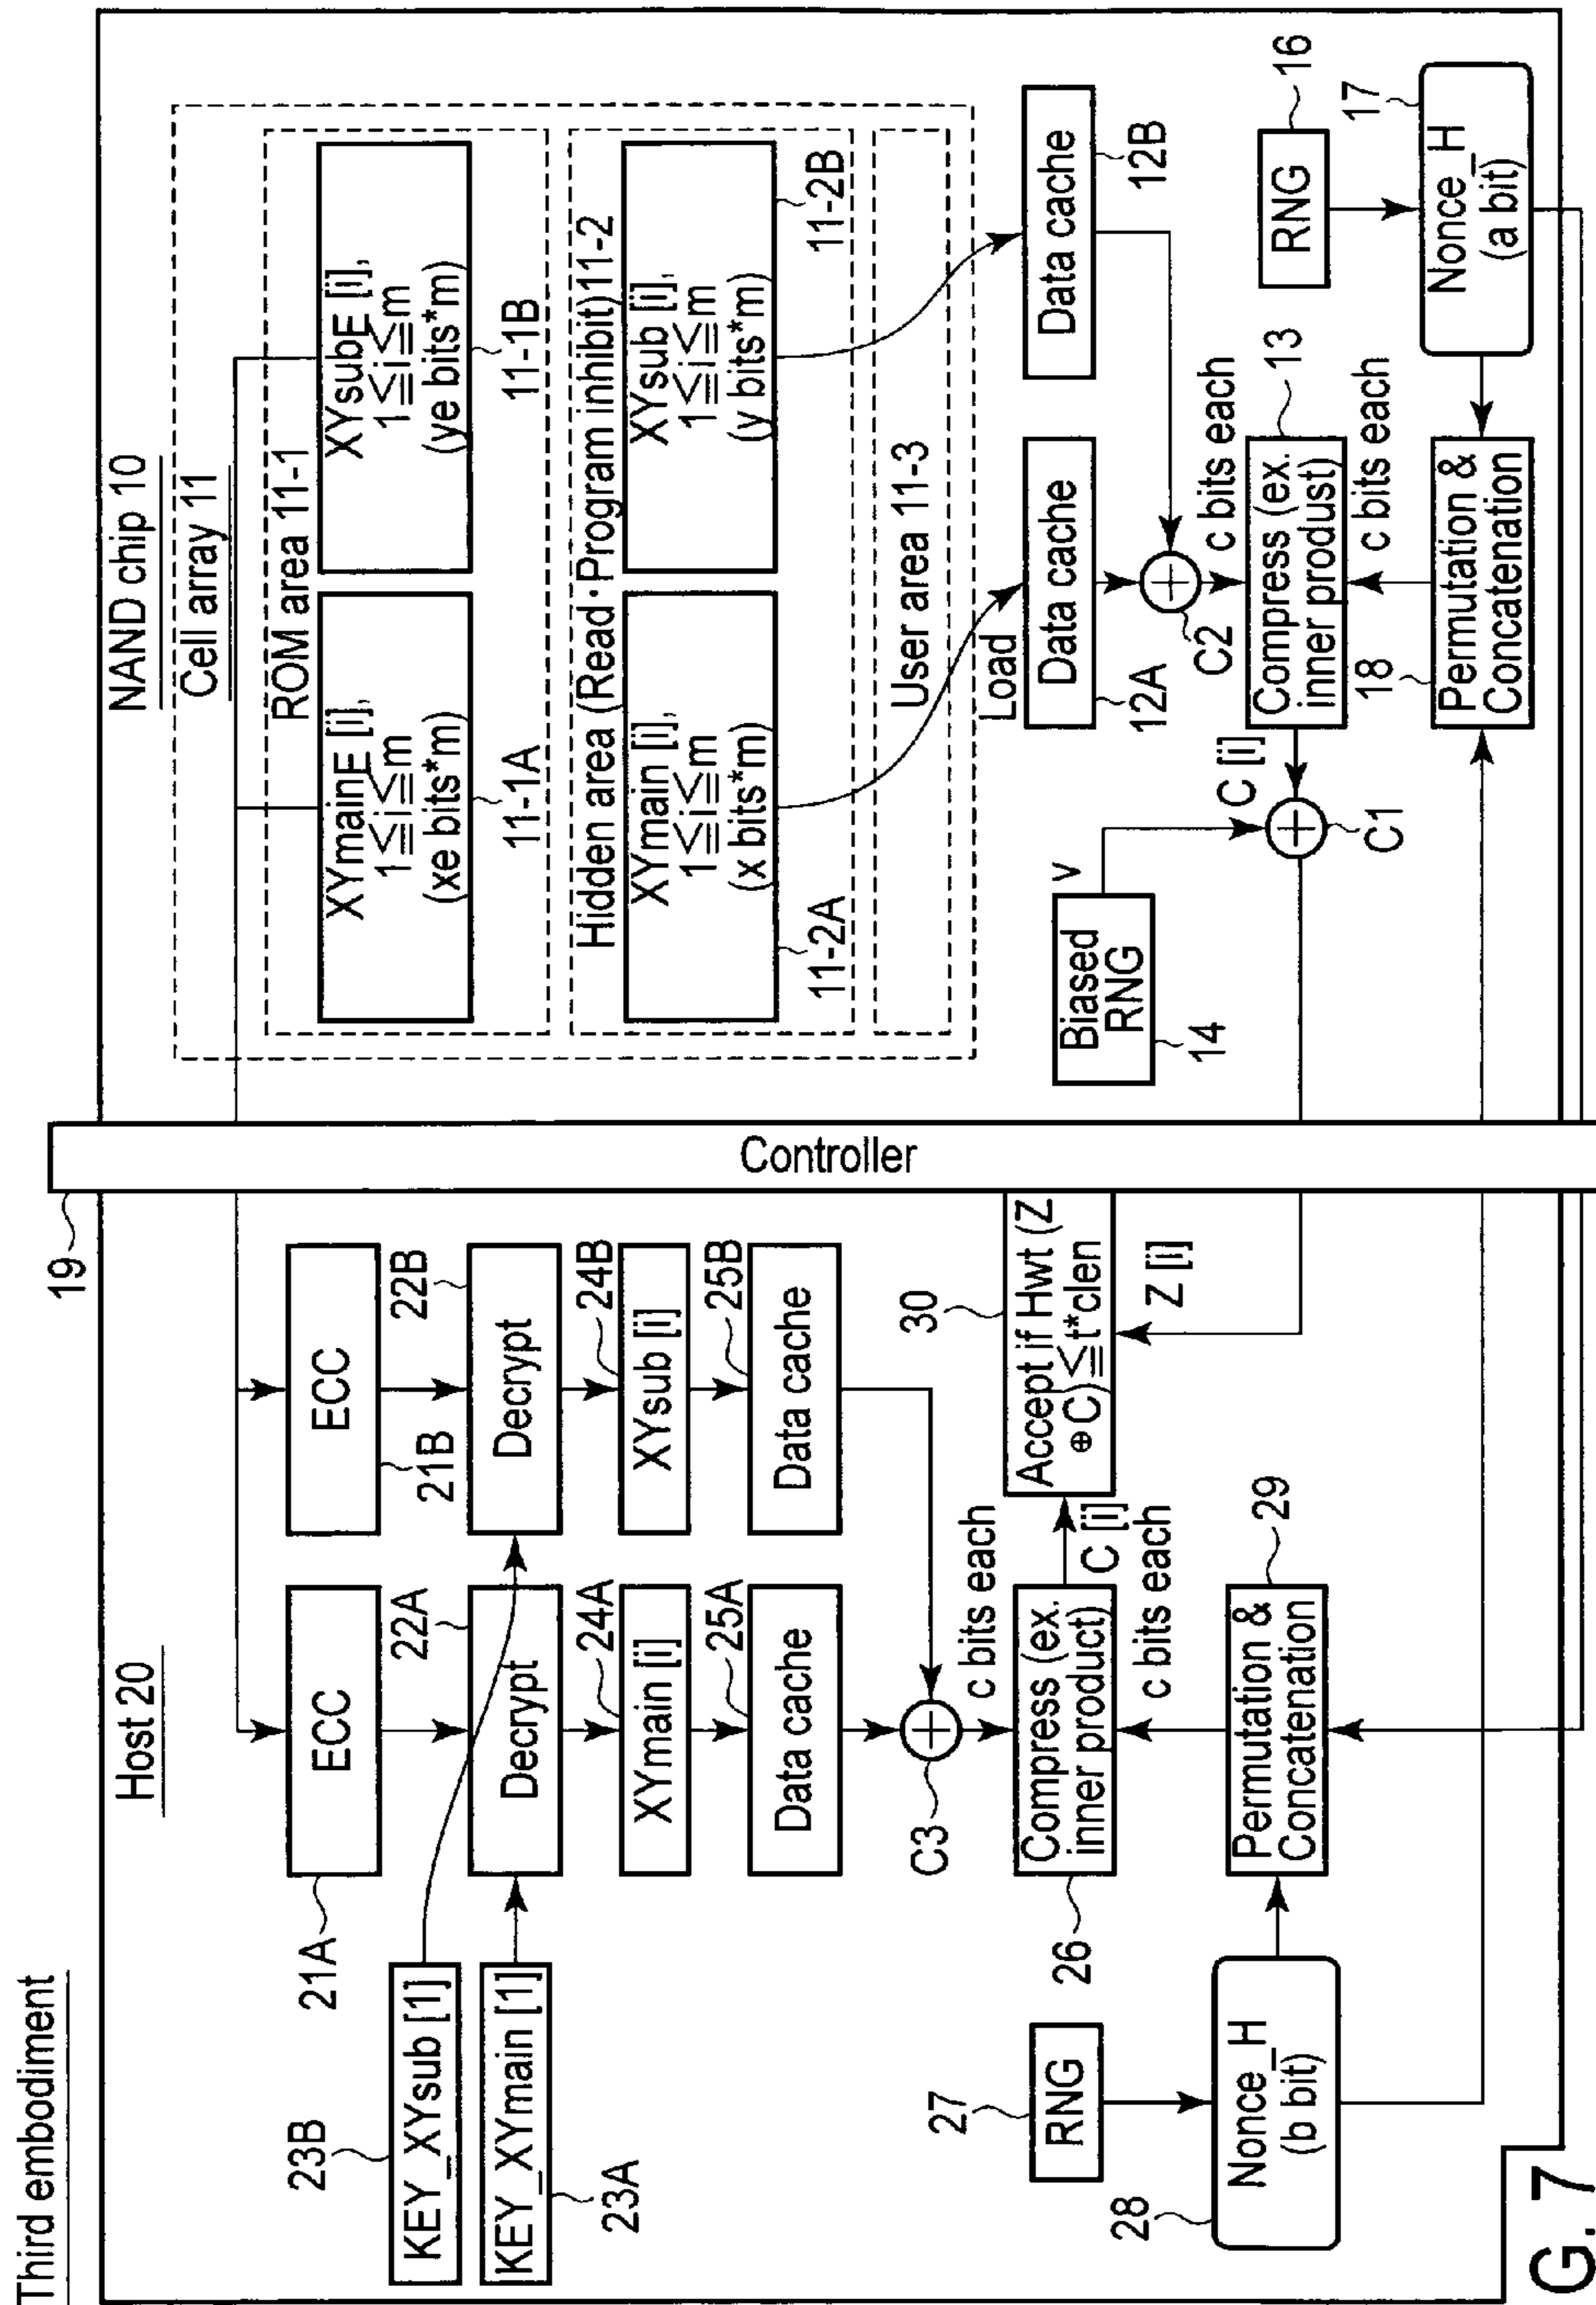 Third embodiment
Host 20
19
NAND chip 10
Cell array 11
ROM area 11-1
XYmainE [i],
1≦i≦m
(xe bits*m)
11-1A
XYsubE [i],
1≦i≦m
(ye bits*m)
11-1B
Hidden area (Read·Program inhibit)11-2
XYmain [i],
1≦i≦m
(x bits*m)
11-2A
XYsub [i],
1≦i≦m
(y bits*m)
11-2B
User area 11-3
Load
Data cache
12A
Data cache
12B
C2
c bits each
Compress (ex.
inner produst)
13
c bits each
C [i]
C1
v
Biased
RNG
14
RNG
16
Nonce_H
(a bit)
17
Permutation &
Concatenation
18
Controller
ECC
21A
ECC
21B
KEY_XYsub [1]
23B
KEY_XYmain [1]
23A
Decrypt
22A
Decrypt
22B
XYmain [i]
24A
XYsub [i]
24B
Data cache
25A
Data cache
25B
C3
c bits each
Compress (ex.
inner product)
26
C [i]
c bits each
Accept if Hwt (Z
⊕ C)≦t*clen
30
Z [i]
RNG
27
Nonce_H
(b bit)
28
Permutation &
Concatenation
29
G. 7